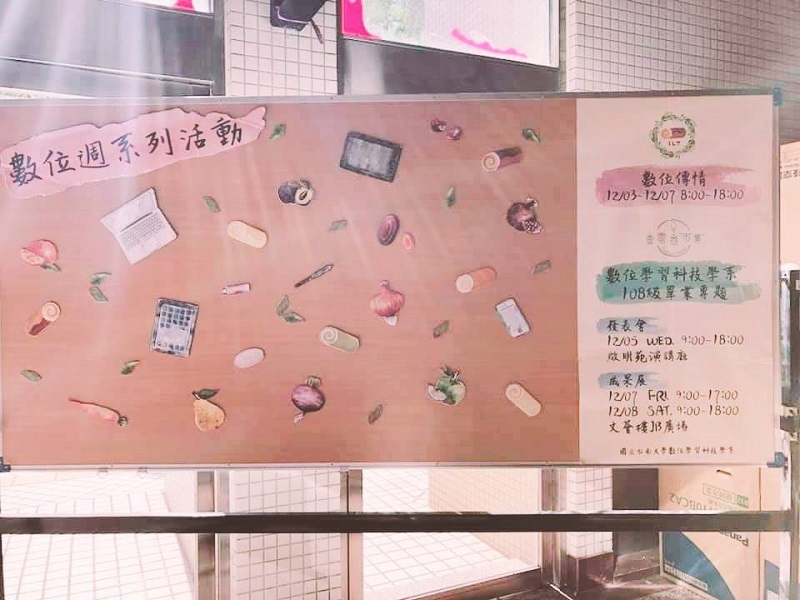 數位週系列活動
ILT
數位傳情
12/03-12/07 8:00-18:00
數位學習科技學系
108級畢業專題
發表會
12/05 WED. 9:00-18:00
啟明苑演講廳
成果展
12/07 FRI. 9:00-17:00
12/08 SAT. 9:00-18:00
文薈樓J1B廣場
國立台南大學數位學習科技學系